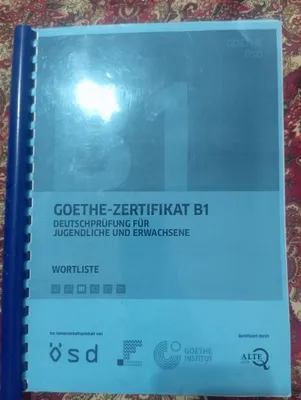 B1
GOETHE-ZERTIFIKAT B1
DEUTSCHPRÜFUNG FÜR
JUGENDLICHE UND ERWACHSENE
WORTLISTE
ösd
GOETHE
INSTITUT
ALTE